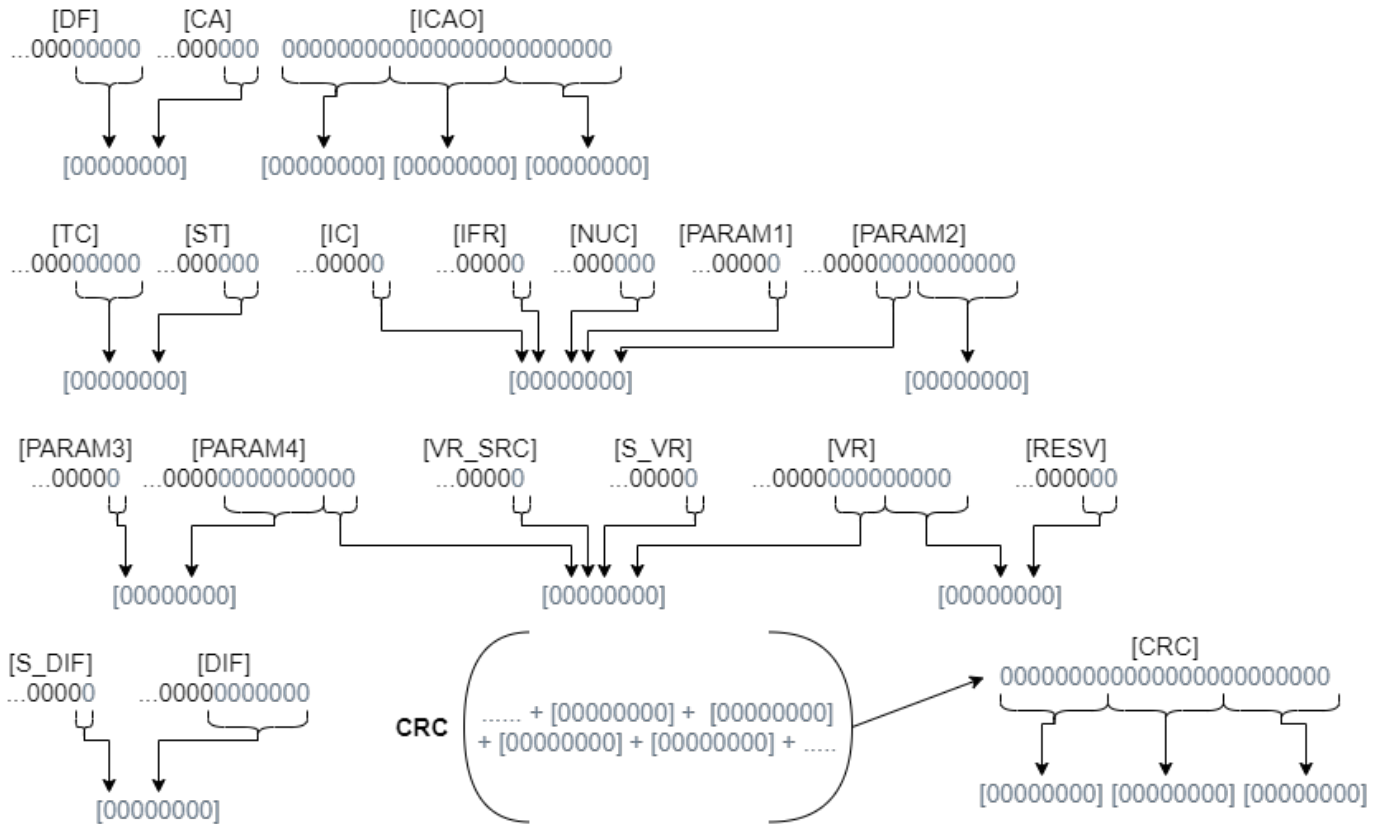 [DF] [CA] [ICAO]
...00000000 ...000000 000000000000000000000000
[00000000] [00000000] [00000000] [00000000]
[TC] [ST] [IC] [IFR] [NUC] [PARAM1] [PARAM2]
...00000000 ...000000 ...00000 ...00000 ...000000 ...00000 ...00000000000000
[00000000] [00000000] [00000000]
[PARAM3] [PARAM4] [VR_SRC] [S_VR] [VR] [RESV]
...00000 ...00000000000000 ...00000 ...00000 ...0000000000000 ...000000
[00000000] [00000000] [00000000]
[S_DIF] [DIF] [CRC]
...00000 ...00000000000 000000000000000000000000
CRC
...... + [00000000] + [00000000]
+ [00000000] + [00000000] + .....
[00000000] [00000000] [00000000] [00000000]